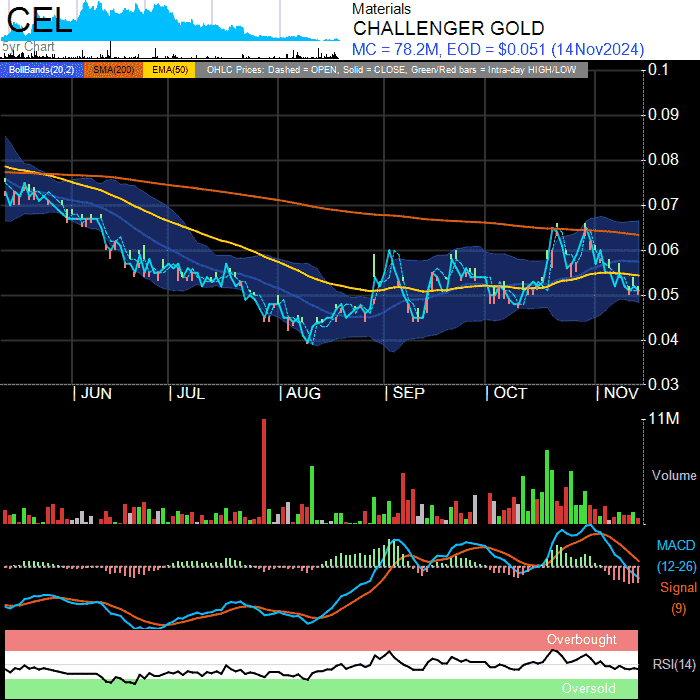 CEL
5yr Chart
Materials
CHALLENGER GOLD
MC = 78.2M, EOD = $0.051 (14Nov2024)
BollBands(20,2) SMA(200) EMA(50) OHLC Prices: Dashed = OPEN, Solid = CLOSE, Green/Red bars = Intra-day HIGH/LOW
0.1
0.09
0.08
0.07
0.06
0.05
0.04
0.03
JUN JUL AUG SEP OCT NOV
11M
Volume
MACD
(12-26)
Signal
(9)
Overbought
RSI(14)
Oversold